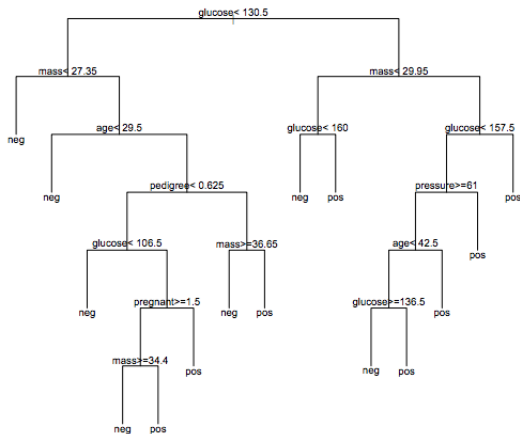 glucose< 130.5
mass< 27.35
mass< 29.95
neg
age< 29.5
glucose< 160
glucose< 157.5
neg
pedigree< 0.625
neg
pos
pressure>=61
pos
glucose< 106.5
mass>=36.65
age< 42.5
pos
neg
pregnant>=1.5
neg
pos
glucose>=136.5
pos
mass>=34.4
pos
neg
pos
neg
pos